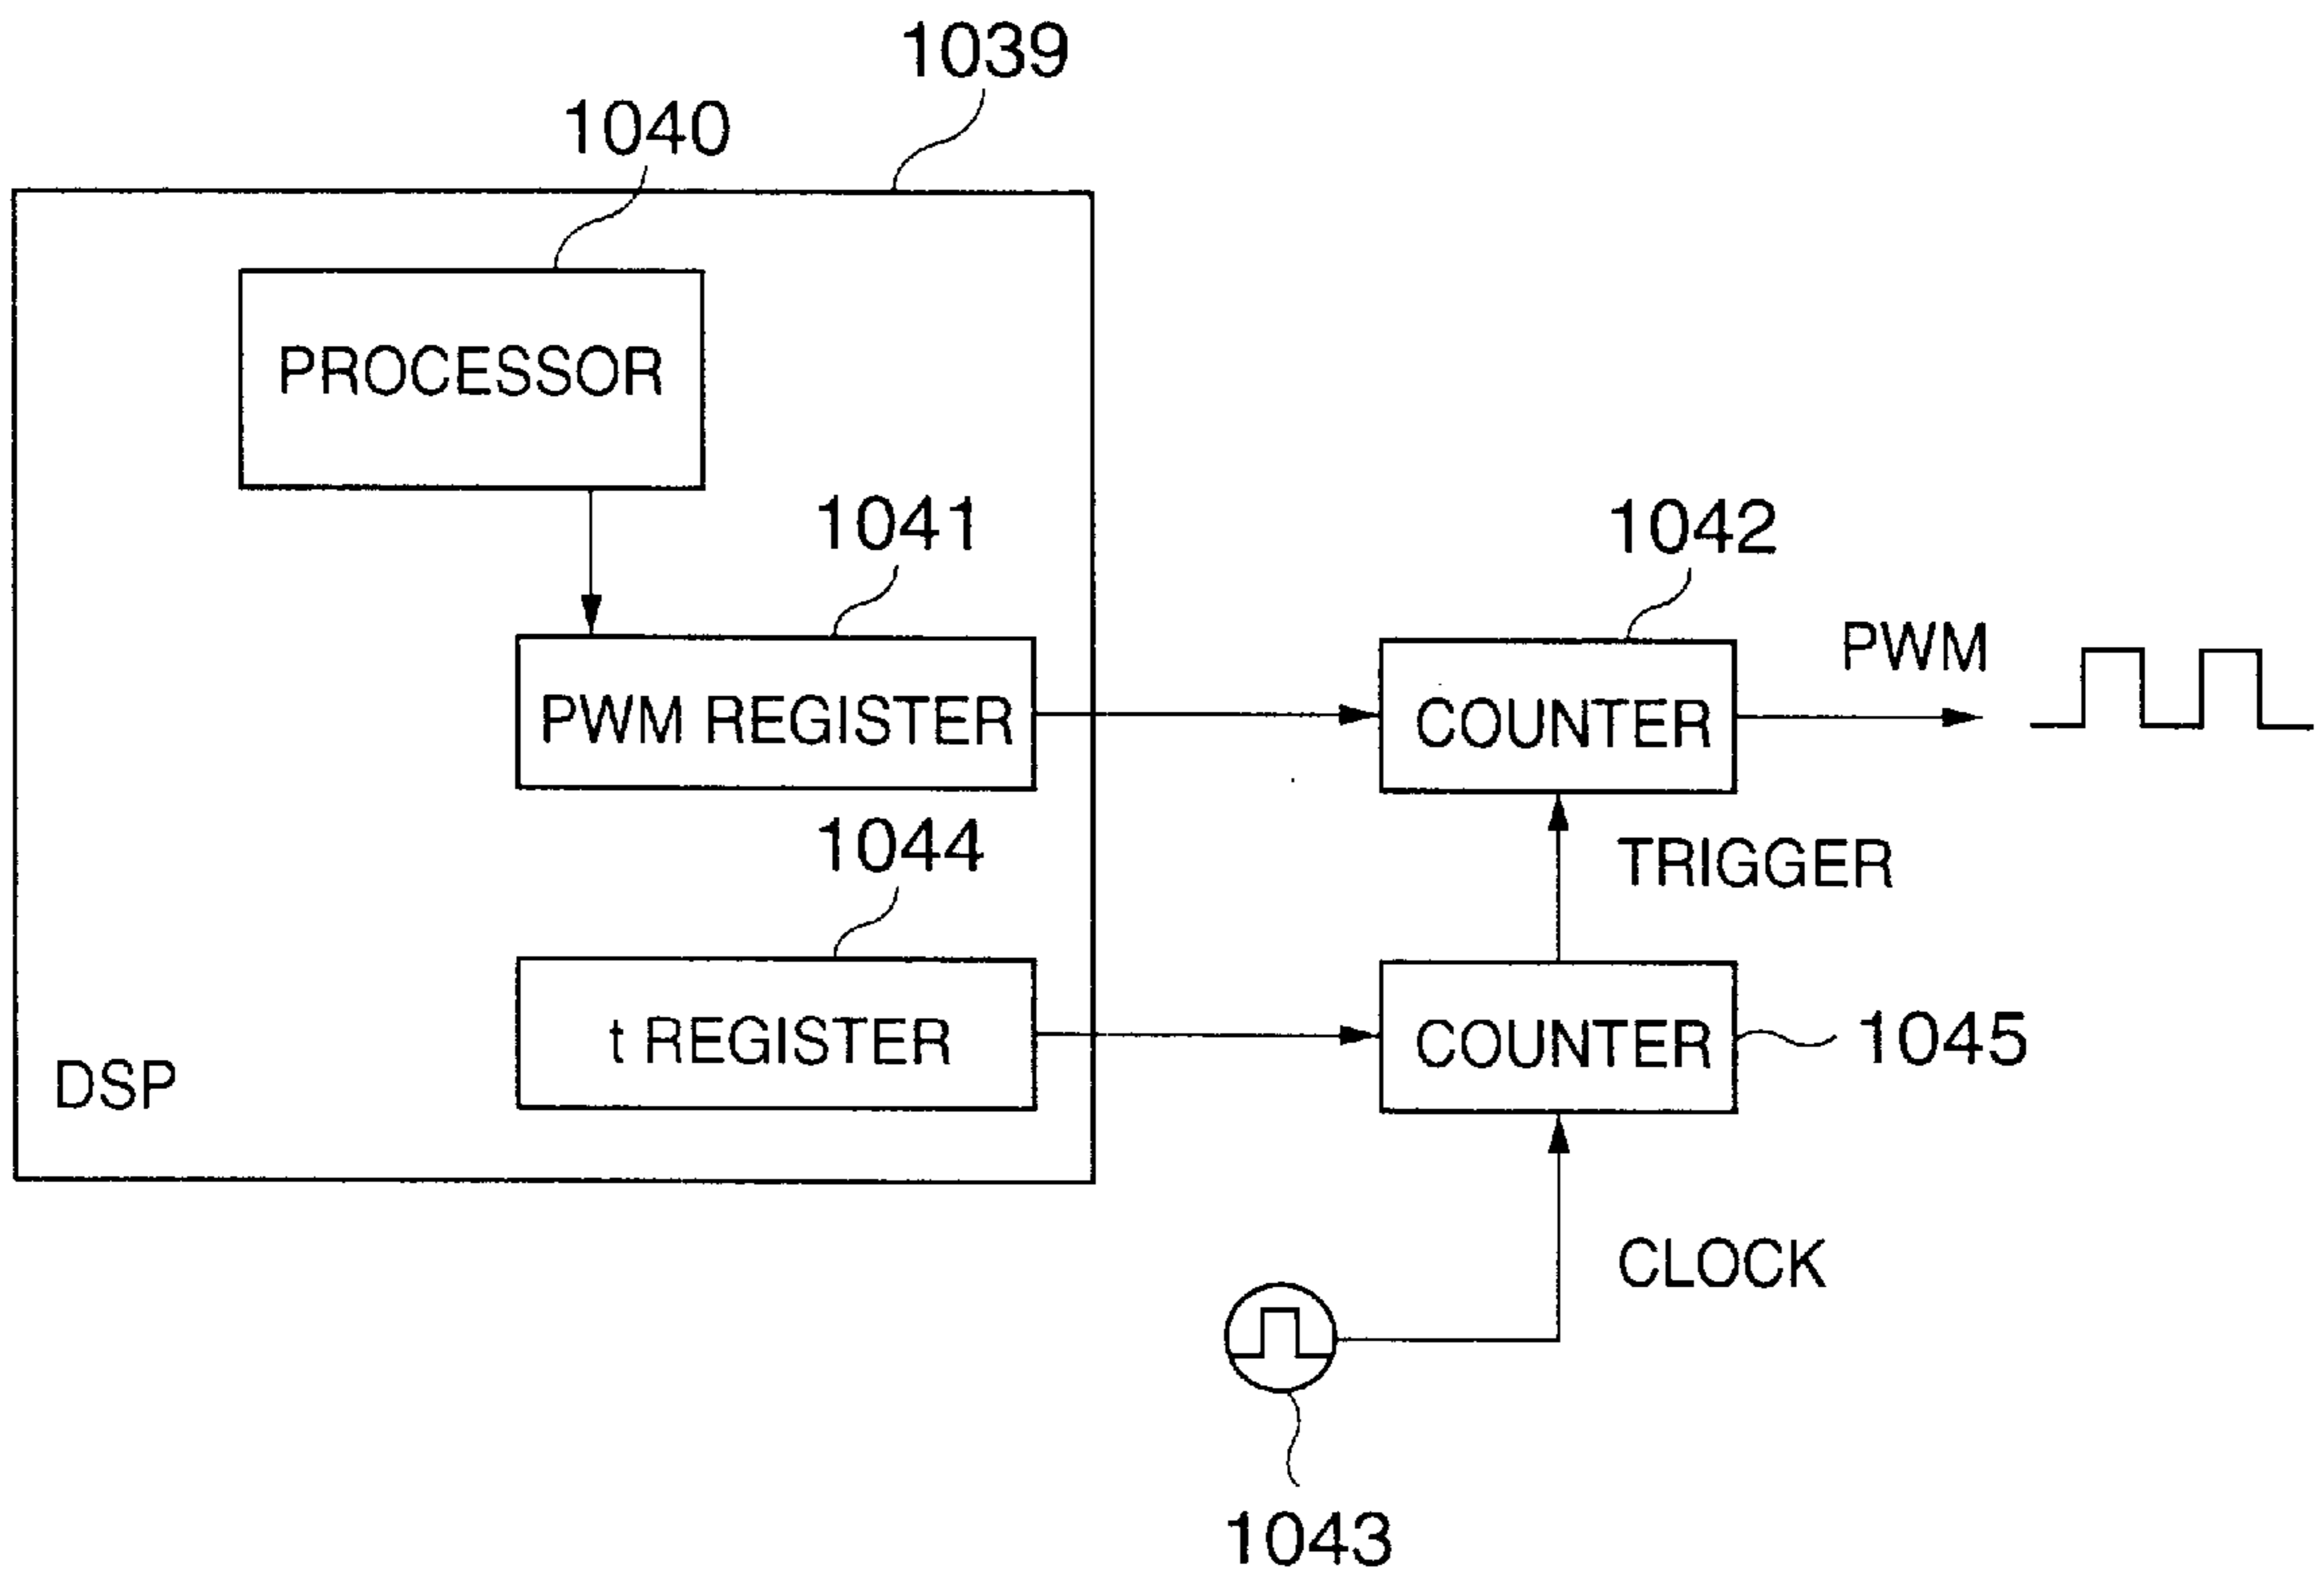 1039
1040
PROCESSOR
1041
1042
PWM
PWM REGISTER
COUNTER
1044
TRIGGER
t REGISTER
COUNTER
1045
DSP
CLOCK
1043